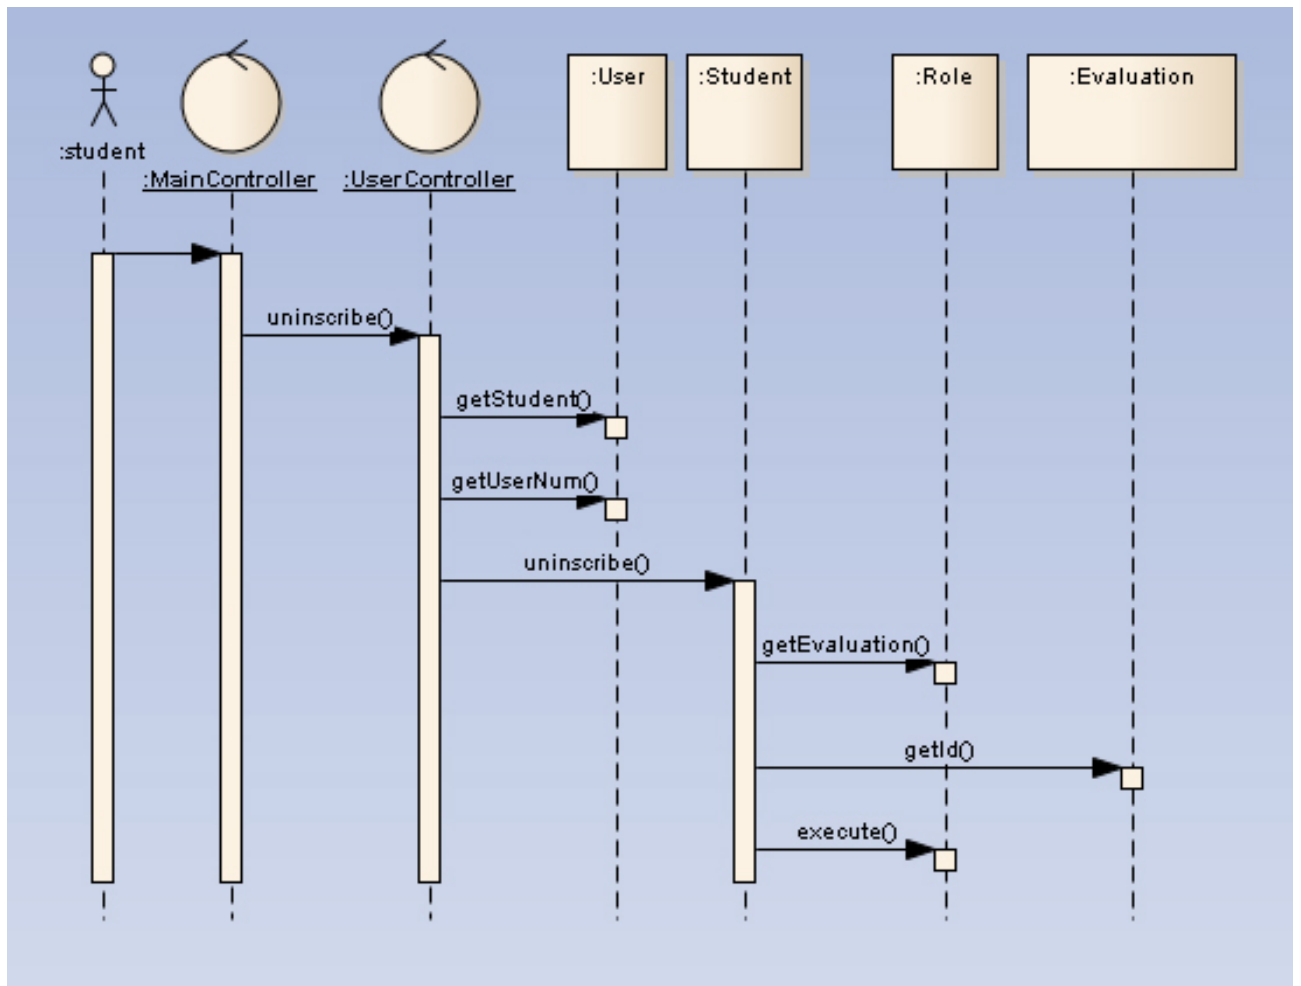 :User
:Student
:Role
:Evaluation
:student
:MainController
:UserController
uninscribe()
getStudent()
getUserNum()
uninscribe()
getEvaluation()
getId()
execute()